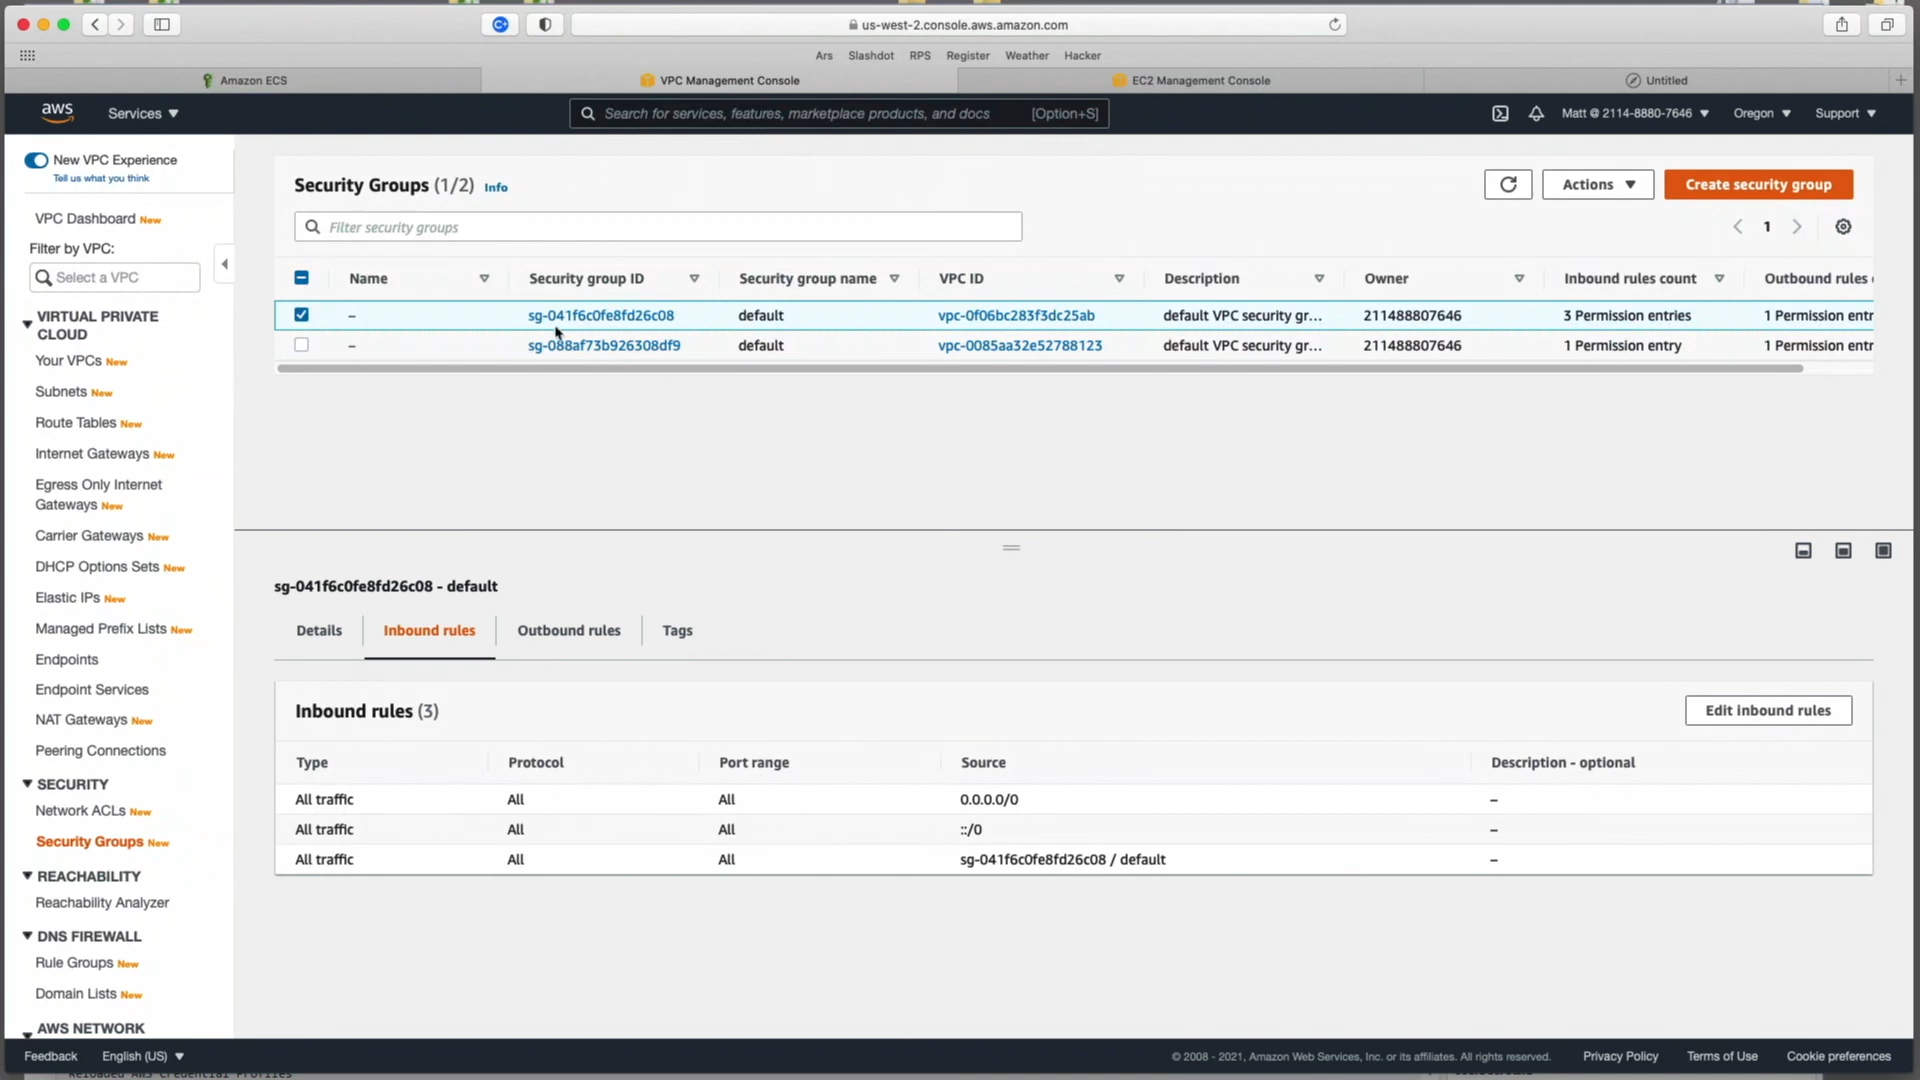 us-west-2.console.aws.amazon.com
Ars Slashdot RPS Register Weather Hacker
Amazon ECS VPC Management Console EC2 Management Console Untitled
aws Services Search for services, features, marketplace products, and docs [Option+S] Matt @ 2114-8880-7646 Oregon Support
New VPC Experience
Tell us what you think
VPC Dashboard New
Filter by VPC:
Select a VPC
VIRTUAL PRIVATE
CLOUD
Your VPCs New
Subnets New
Route Tables New
Internet Gateways New
Egress Only Internet
Gateways New
Carrier Gateways New
DHCP Options Sets New
Elastic IPs New
Managed Prefix Lists New
Endpoints
Endpoint Services
NAT Gateways New
Peering Connections
SECURITY
Network ACLs New
Security Groups New
REACHABILITY
Reachability Analyzer
DNS FIREWALL
Rule Groups New
Domain Lists New
AWS NETWORK
Security Groups (1/2) Info
Actions Create security group
Filter security groups
1
Name Security group ID Security group name VPC ID Description Owner Inbound rules count Outbound rules
– sg-041f6c0fe8fd26c08 default vpc-0f06bc283f3dc25ab default VPC security gr... 211488807646 3 Permission entries 1 Permission entr
– sg-088af73b926308df9 default vpc-0085aa32e52788123 default VPC security gr... 211488807646 1 Permission entry 1 Permission entr
sg-041f6c0fe8fd26c08 - default
Details Inbound rules Outbound rules Tags
Inbound rules (3) Edit inbound rules
Type Protocol Port range Source Description - optional
All traffic All All 0.0.0.0/0 –
All traffic All All ::/0 –
All traffic All All sg-041f6c0fe8fd26c08 / default –
Feedback English (US) © 2008 - 2021, Amazon Web Services, Inc. or its affiliates. All rights reserved. Privacy Policy Terms of Use Cookie preferences
Reloaded AWS Credential Profiles